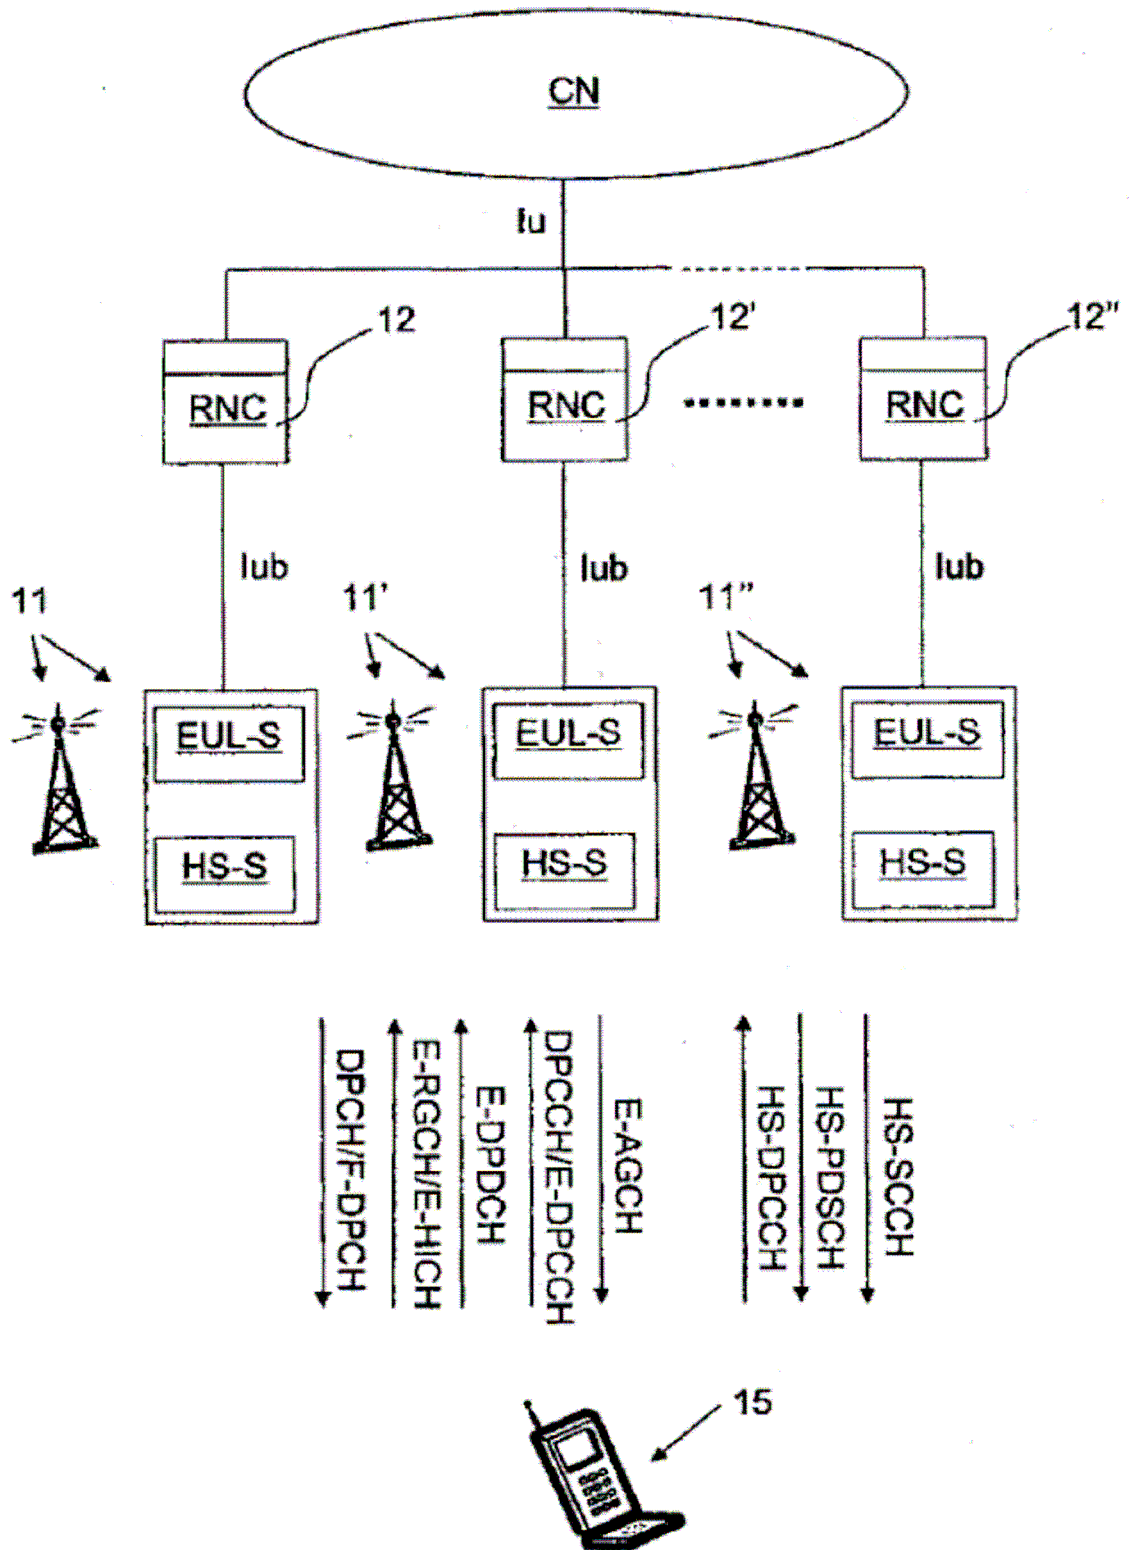 CN
Iu
12
12'
12"
RNC
RNC
RNC
Iub
Iub
Iub
11
11'
11"
EUL-S
EUL-S
EUL-S
HS-S
HS-S
HS-S
DPCH/F-DPCH
E-RGCH/E-HICH
E-DPDCH
DPCCH/E-DPCCH
E-AGCH
HS-DPCCH
HS-PDSCH
HS-SCCH
15